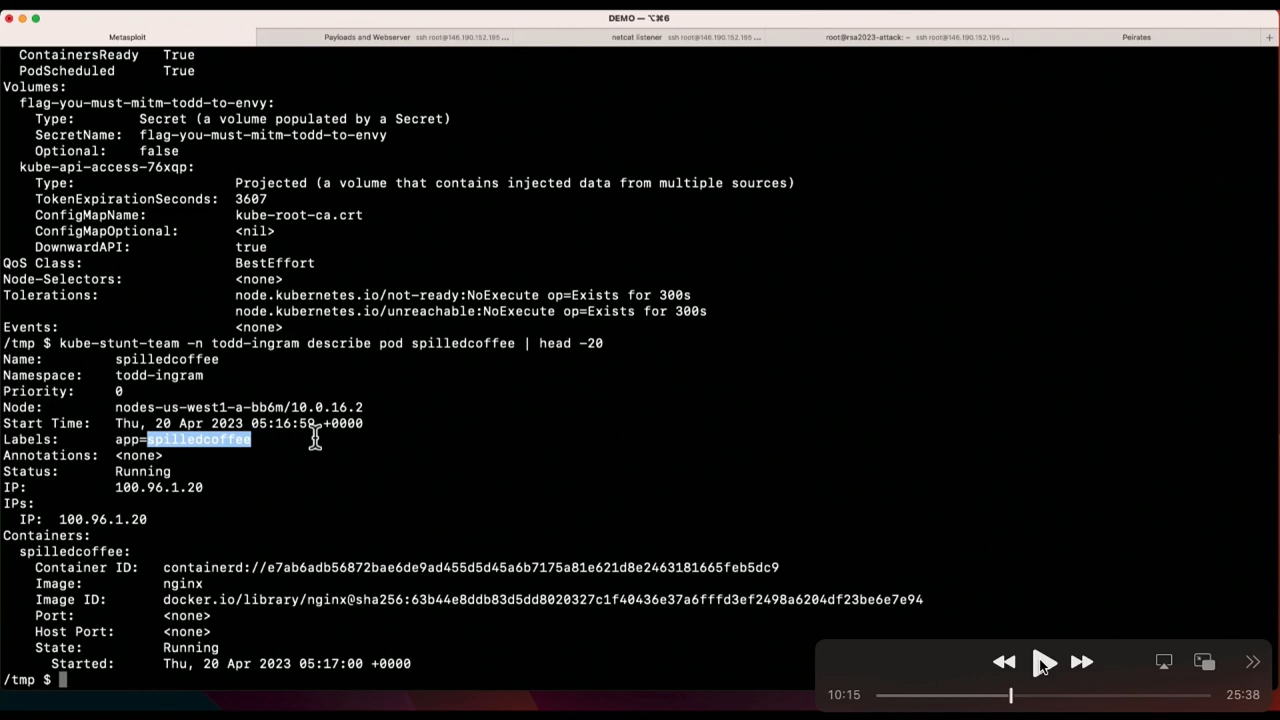 DEMO — ⌥⌘6
Metasploit
Payloads and Webserver ssh root@146.190.152.195 ...
netcat listener ssh root@146.190.152.195 ...
root@rsa2023-attack: ~ ssh root@146.190.152.195 ...
Peirates
ContainersReady True
PodScheduled True
Volumes:
flag-you-must-mitm-todd-to-envy:
Type: Secret (a volume populated by a Secret)
SecretName: flag-you-must-mitm-todd-to-envy
Optional: false
kube-api-access-76xqp:
Type: Projected (a volume that contains injected data from multiple sources)
TokenExpirationSeconds: 3607
ConfigMapName: kube-root-ca.crt
ConfigMapOptional: <nil>
DownwardAPI: true
QoS Class: BestEffort
Node-Selectors: <none>
Tolerations: node.kubernetes.io/not-ready:NoExecute op=Exists for 300s
node.kubernetes.io/unreachable:NoExecute op=Exists for 300s
Events: <none>
/tmp $ kube-stunt-team -n todd-ingram describe pod spilledcoffee | head -20
Name: spilledcoffee
Namespace: todd-ingram
Priority: 0
Node: nodes-us-west1-a-bb6m/10.0.16.2
Start Time: Thu, 20 Apr 2023 05:16:59 +0000
Labels: app=spilledcoffee
Annotations: <none>
Status: Running
IP: 100.96.1.20
IPs:
IP: 100.96.1.20
Containers:
spilledcoffee:
Container ID: containerd://e7ab6adb56872bae6de9ad455d5d45a6b7175a81e621d8e2463181665feb5dc9
Image: nginx
Image ID: docker.io/library/nginx@sha256:63b44e8ddb83d5dd8020327c1f40436e37a6fffd3ef2498a6204df23be6e7e94
Port: <none>
Host Port: <none>
State: Running
Started: Thu, 20 Apr 2023 05:17:00 +0000
/tmp $
10:15
25:38